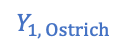 Y1, Ostrich